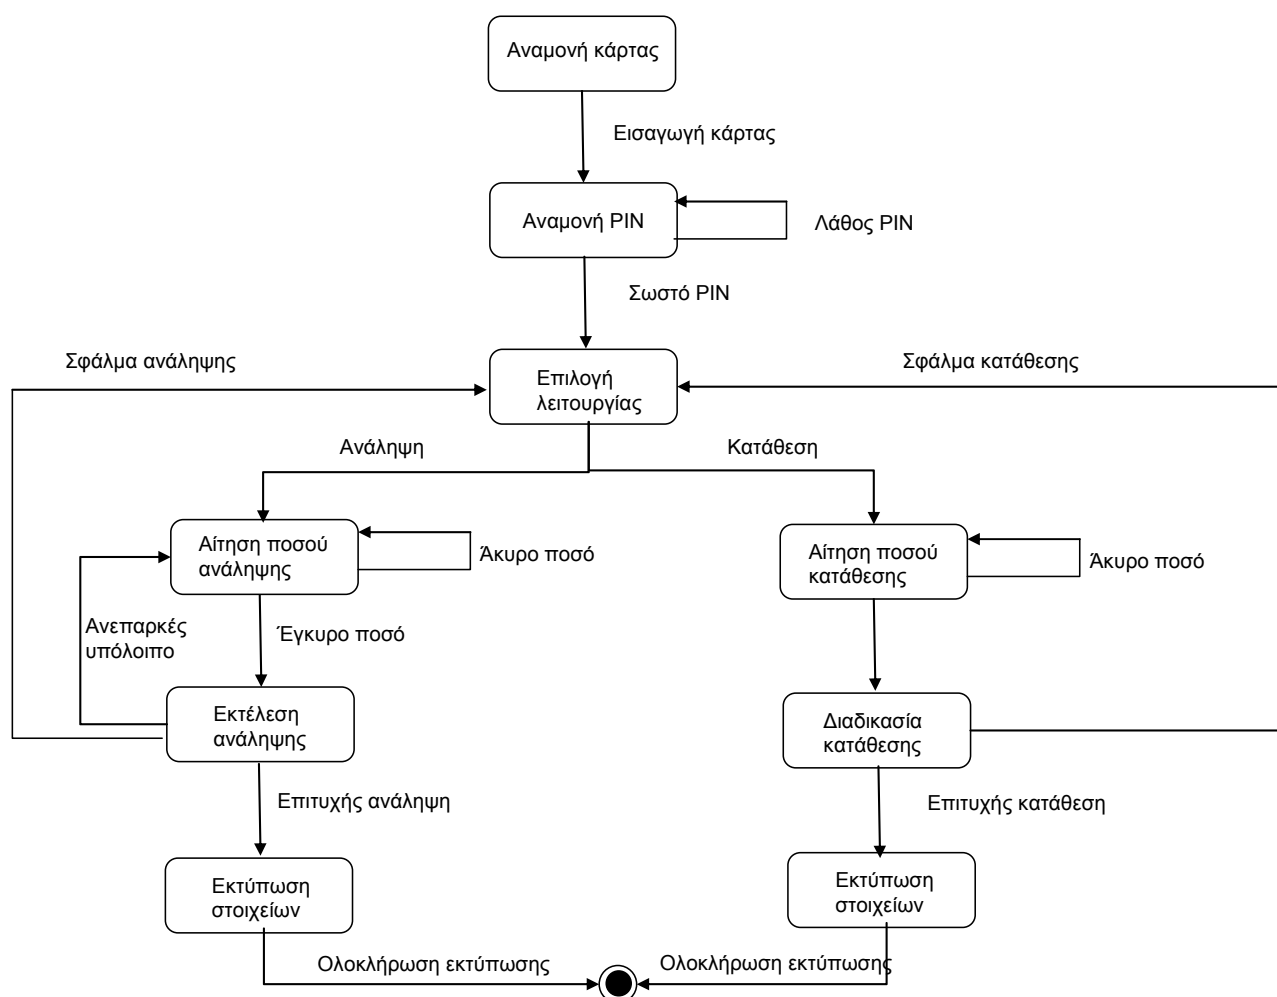 Αναμονή κάρτας
Εισαγωγή κάρτας
Αναμονή PIN
Λάθος PIN
Σωστό PIN
Σφάλμα ανάληψης
Σφάλμα κατάθεσης
Επιλογή
λειτουργίας
Ανάληψη
Κατάθεση
Αίτηση ποσού
ανάληψης
Άκυρο ποσό
Αίτηση ποσού
κατάθεσης
Άκυρο ποσό
Ανεπαρκές
υπόλοιπο
Έγκυρο ποσό
Εκτέλεση
ανάληψης
Διαδικασία
κατάθεσης
Επιτυχής ανάληψη
Επιτυχής κατάθεση
Εκτύπωση
στοιχείων
Εκτύπωση
στοιχείων
Ολοκλήρωση εκτύπωσης
Ολοκλήρωση εκτύπωσης